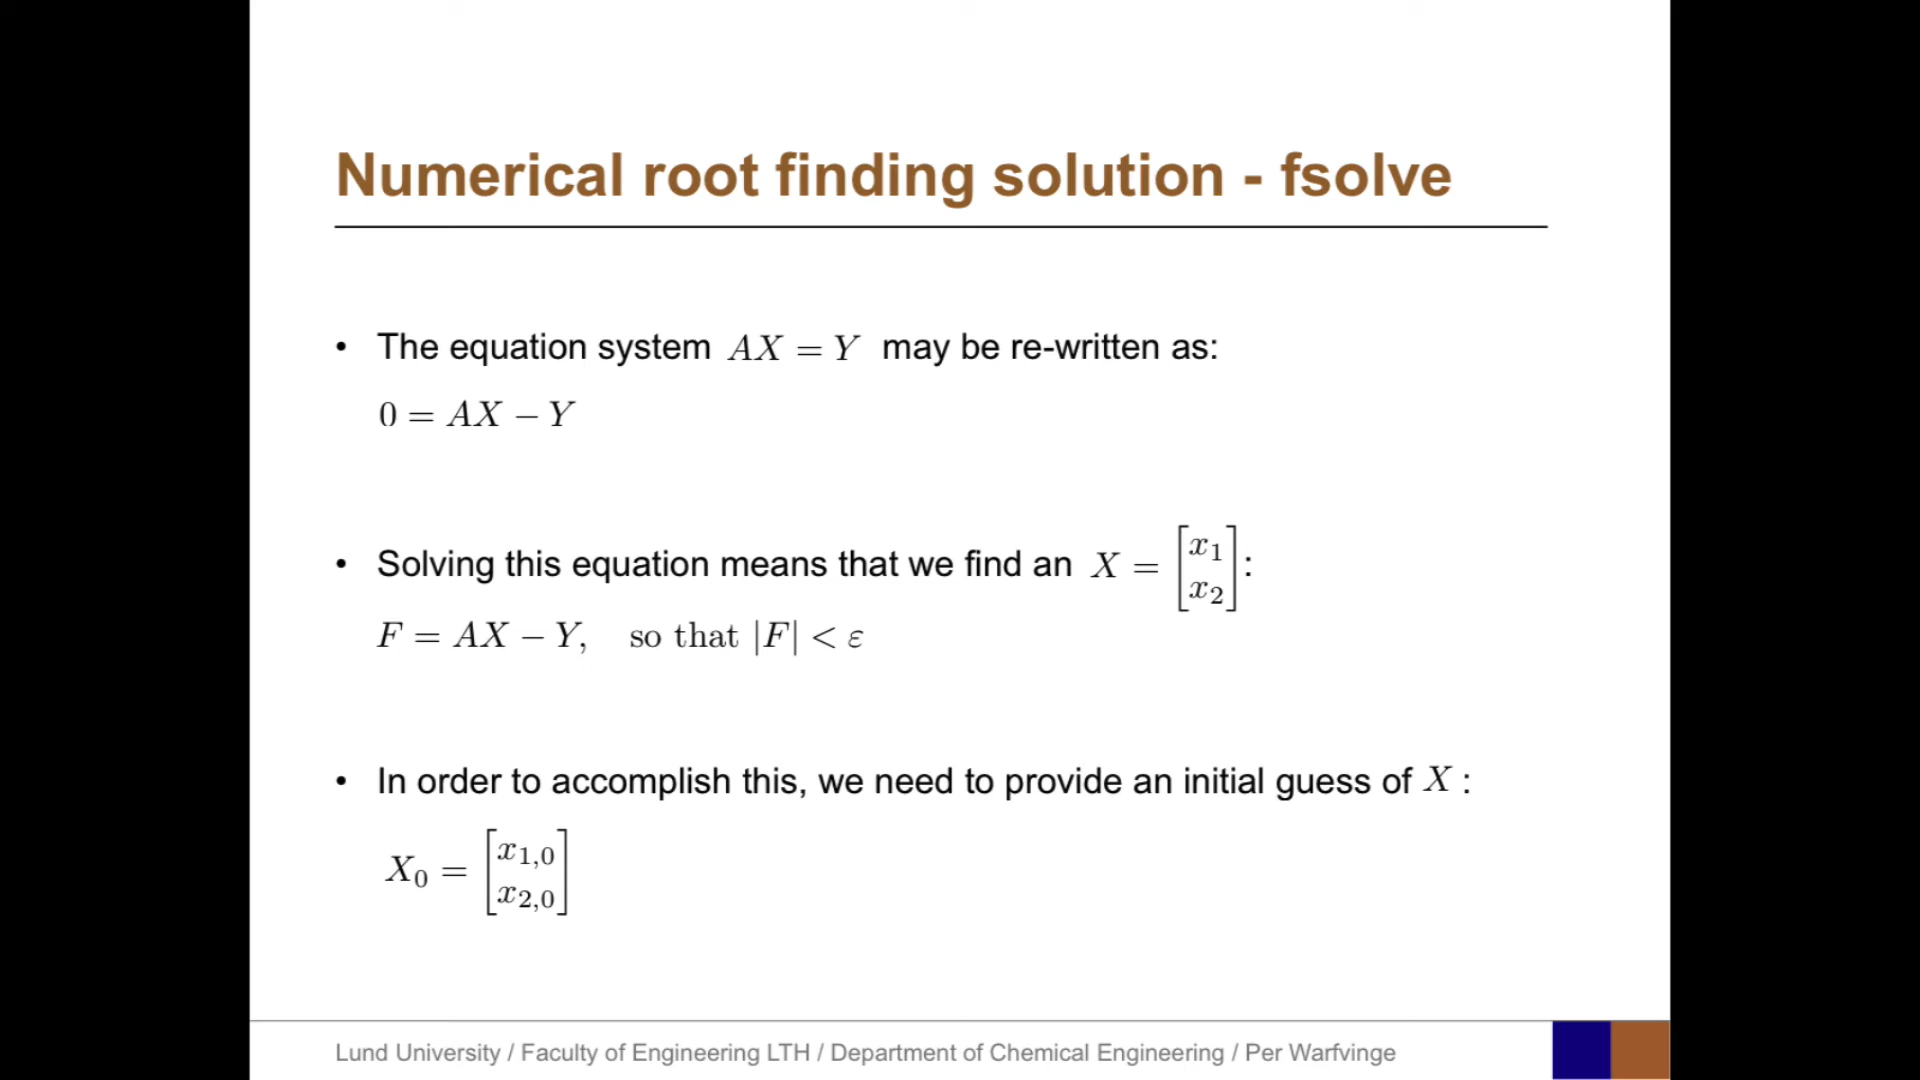 Numerical root finding solution - fsolve
• The equation system AX = Y may be re-written as:
0 = AX − Y
• Solving this equation means that we find an X = [x₁ x₂]:
F = AX − Y, so that |F| < ε
• In order to accomplish this, we need to provide an initial guess of X :
X₀ = [x₁,₀ x₂,₀]
Lund University / Faculty of Engineering LTH / Department of Chemical Engineering / Per Warfvinge